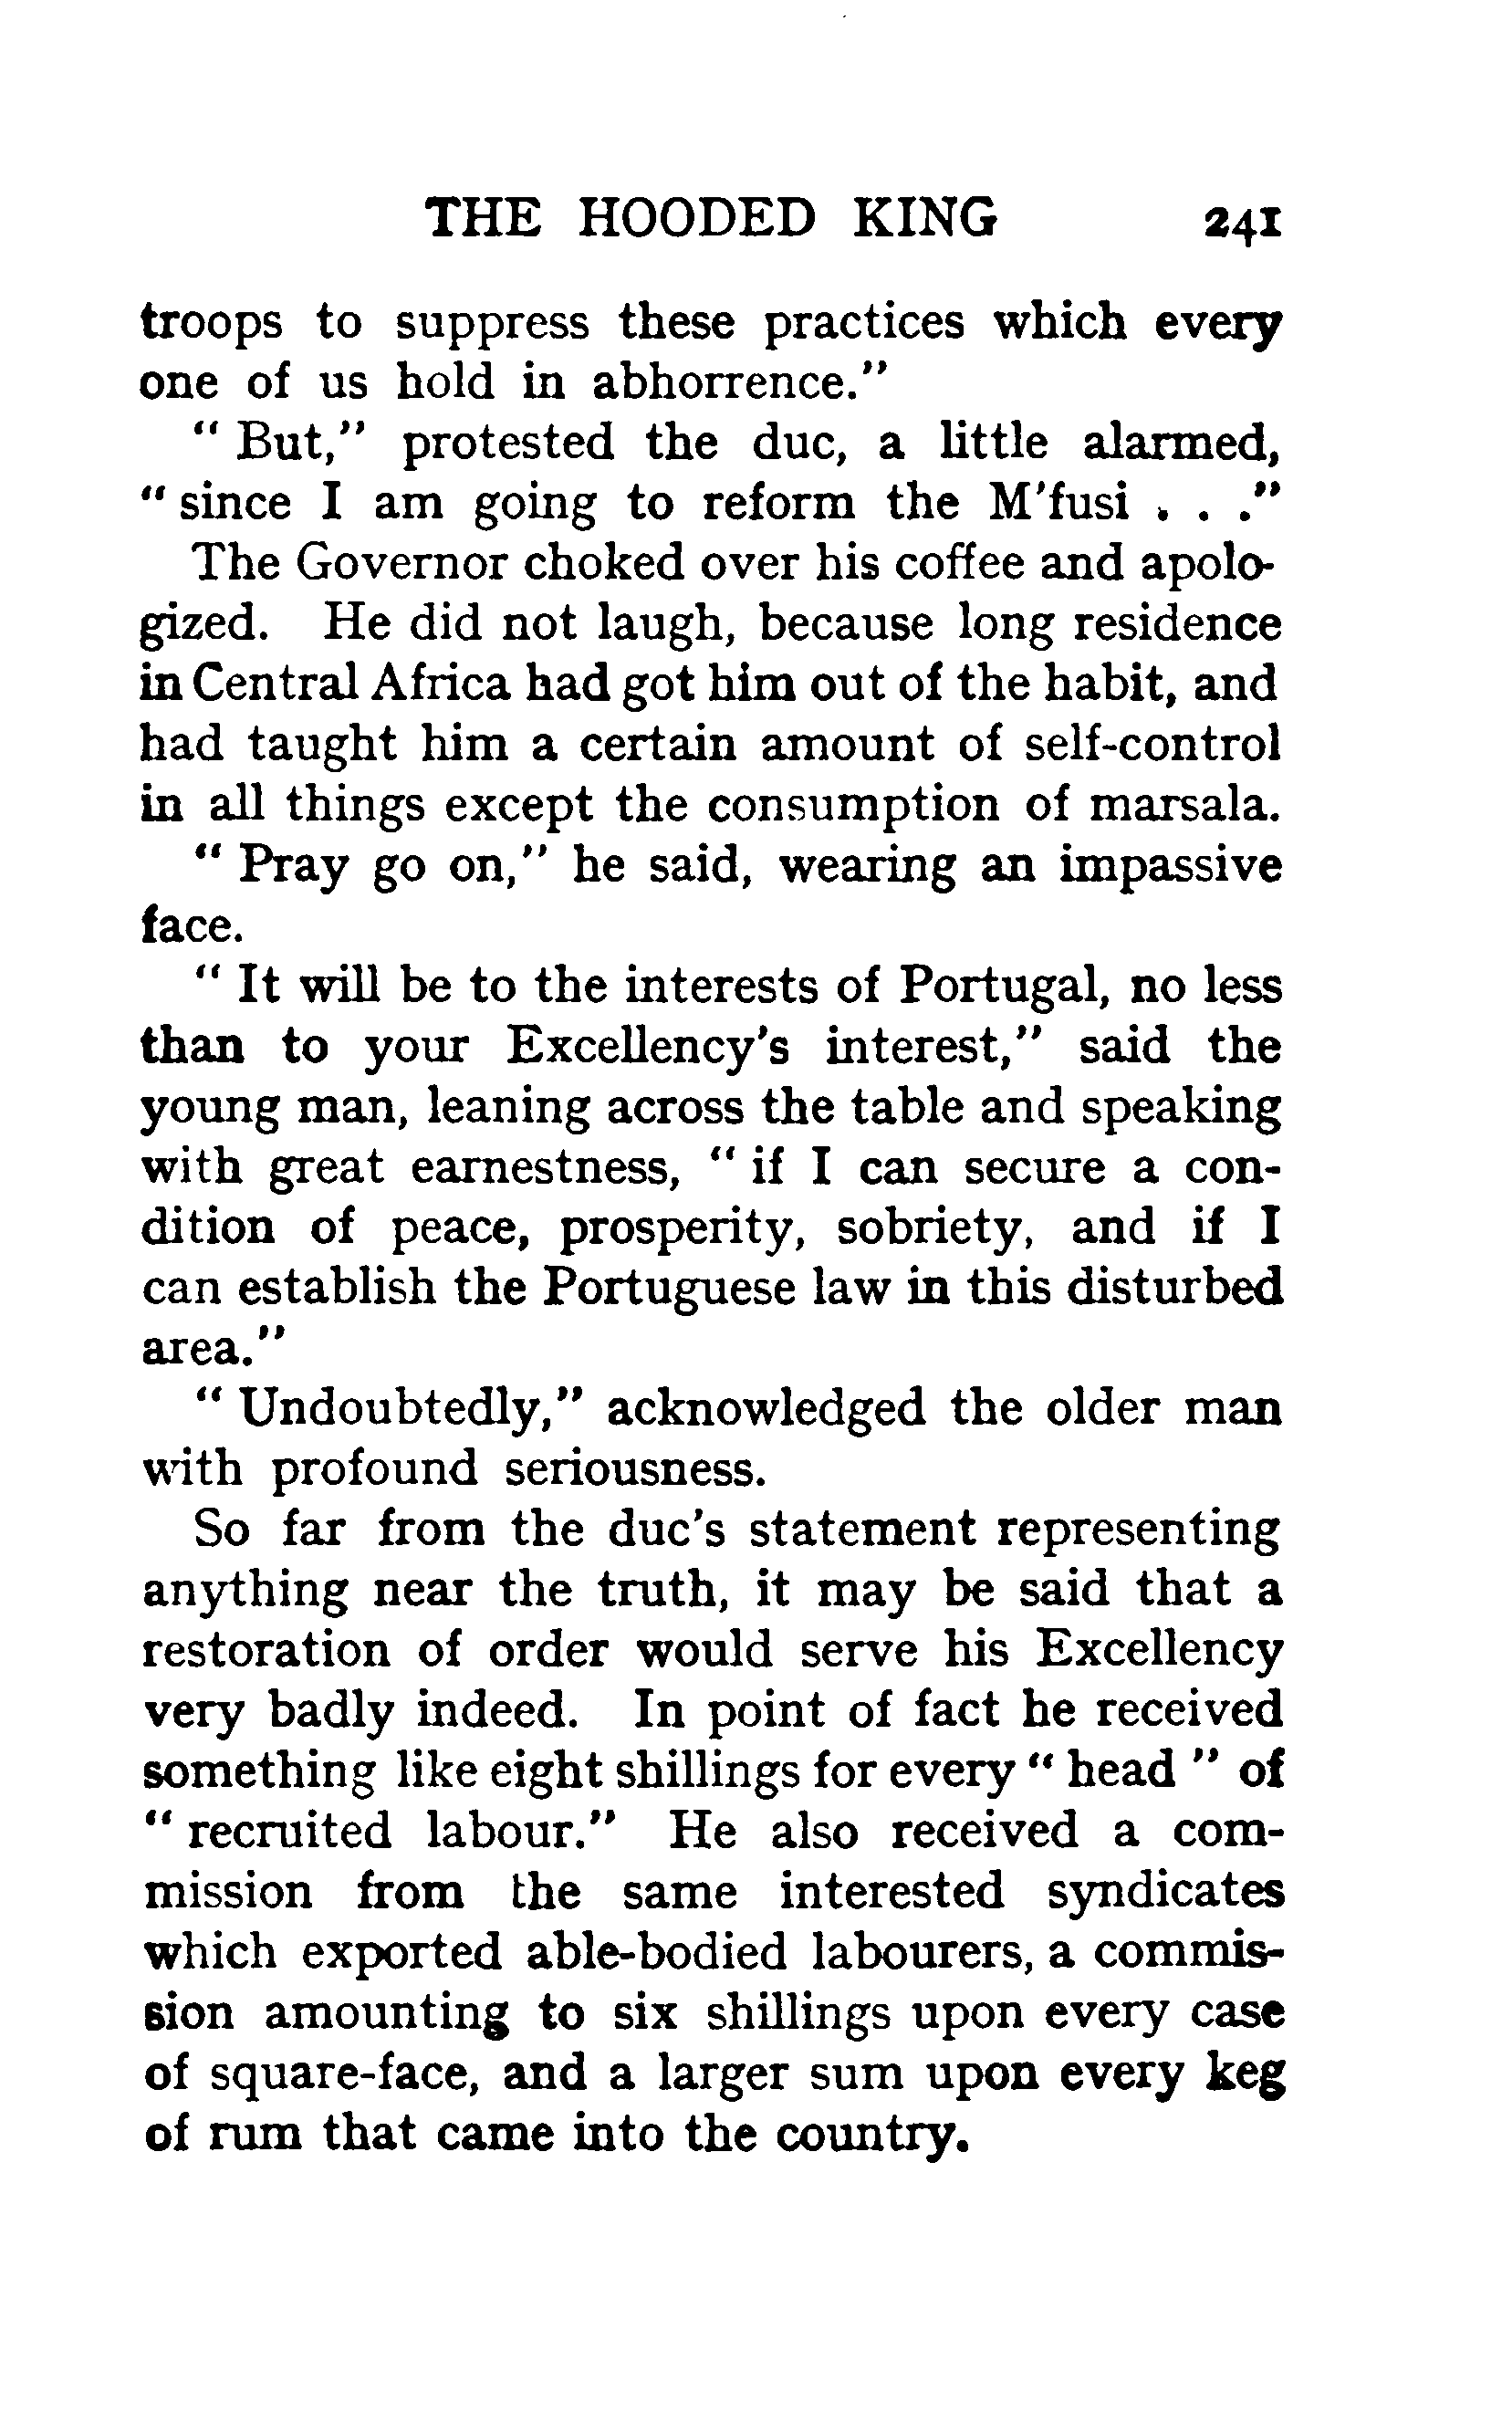 THE HOODED KING 241
troops to suppress these practices which every
one of us hold in abhorrence."
" But," protested the duc, a little alarmed,
" since I am going to reform the M'fusi . . ."
The Governor choked over his coffee and apolo-
gized. He did not laugh, because long residence
in Central Africa had got him out of the habit, and
had taught him a certain amount of self-control
in all things except the consumption of marsala.
" Pray go on," he said, wearing an impassive
face.
" It will be to the interests of Portugal, no less
than to your Excellency's interest," said the
young man, leaning across the table and speaking
with great earnestness, " if I can secure a con-
dition of peace, prosperity, sobriety, and if I
can establish the Portuguese law in this disturbed
area."
" Undoubtedly," acknowledged the older man
with profound seriousness.
So far from the duc's statement representing
anything near the truth, it may be said that a
restoration of order would serve his Excellency
very badly indeed. In point of fact he received
something like eight shillings for every " head " of
" recruited labour." He also received a com-
mission from the same interested syndicates
which exported able-bodied labourers, a commis-
sion amounting to six shillings upon every case
of square-face, and a larger sum upon every keg
of rum that came into the country.